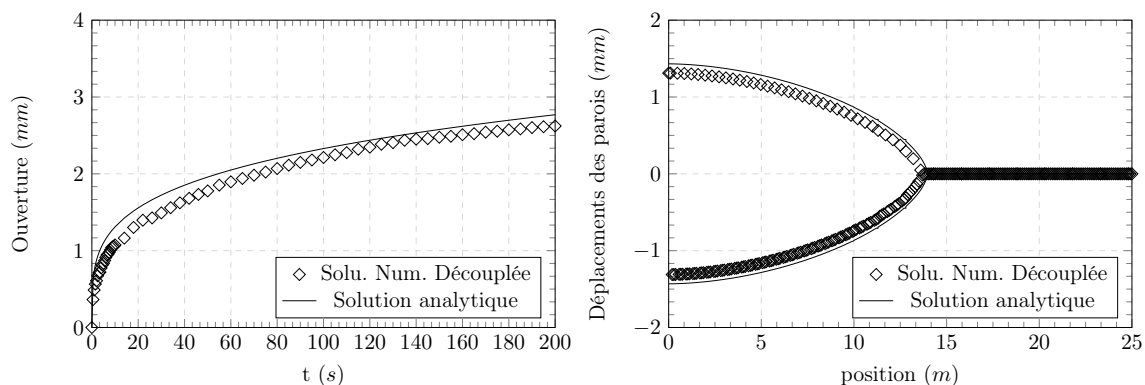 4
3
2
1
0
0 20 40 60 80 100 120 140 160 180 200
Ouverture (mm)
t (s)
Solu. Num. Découplée
Solution analytique
2
1
0
−1
−2
0 5 10 15 20 25
Déplacements des parois (mm)
position (m)
Solu. Num. Découplée
Solution analytique